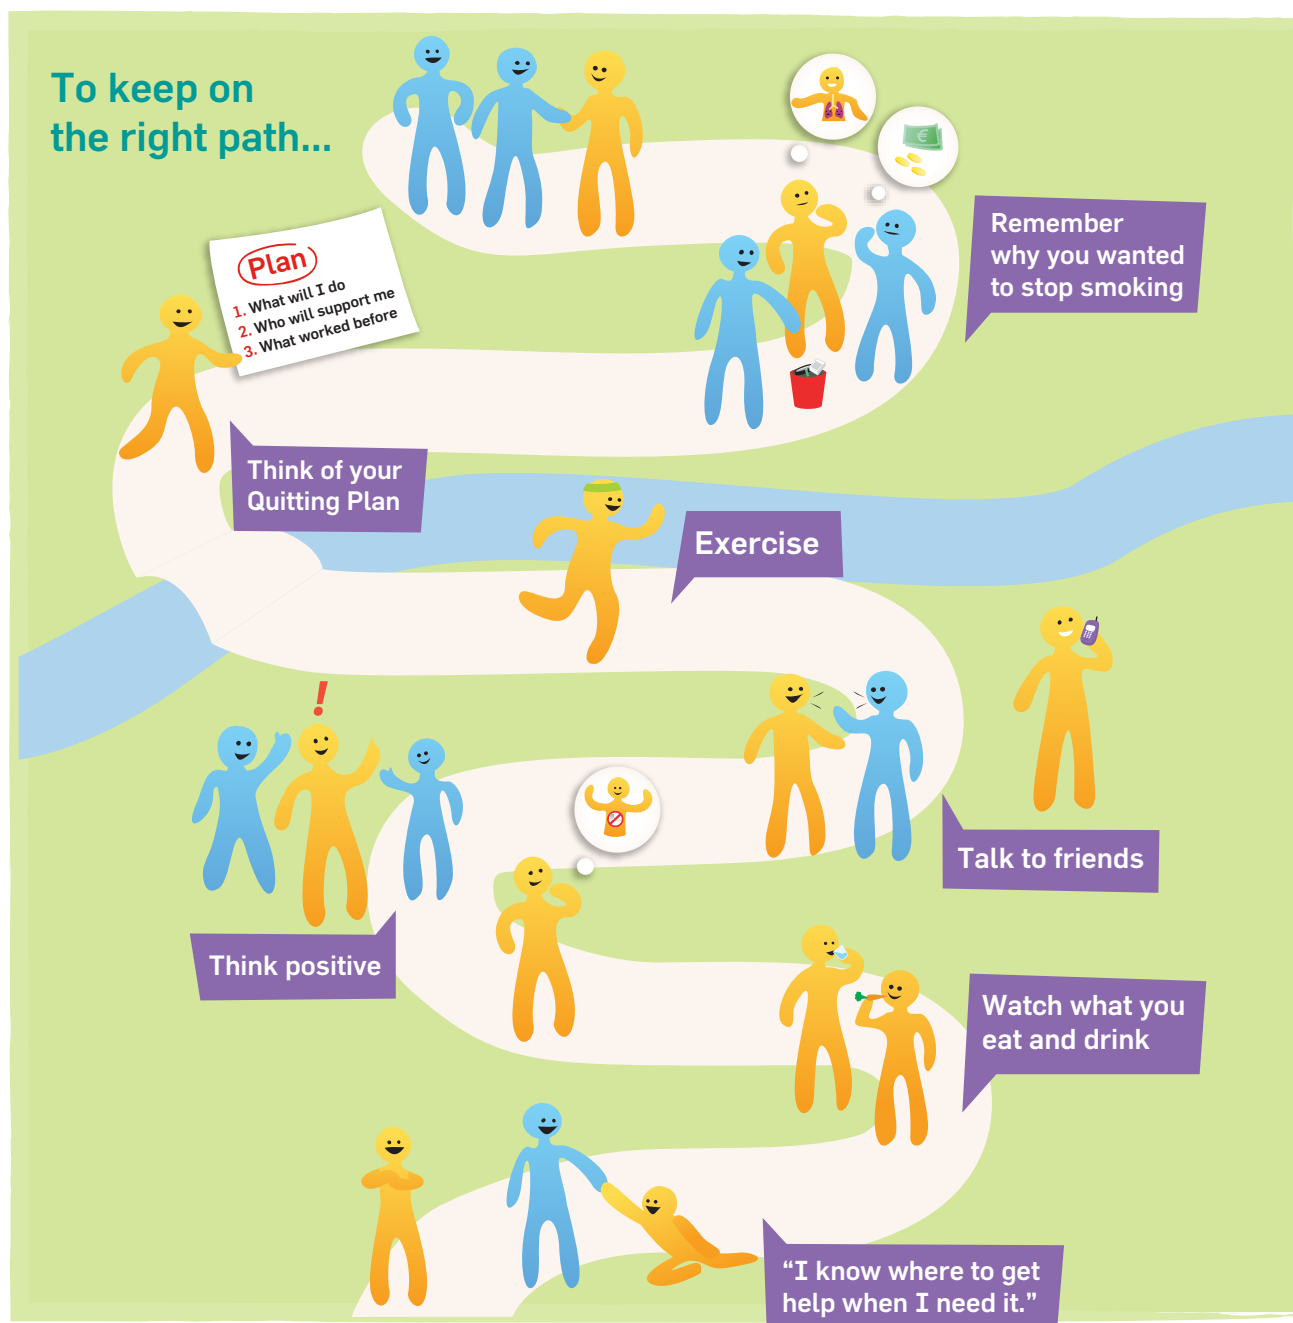 To keep on
the right path...
€
Remember
why you wanted
to stop smoking
Plan
1. What will I do
2. Who will support me
3. What worked before
Think of your
Quitting Plan
Exercise
!
Talk to friends
Think positive
Watch what you
eat and drink
“I know where to get
help when I need it.”